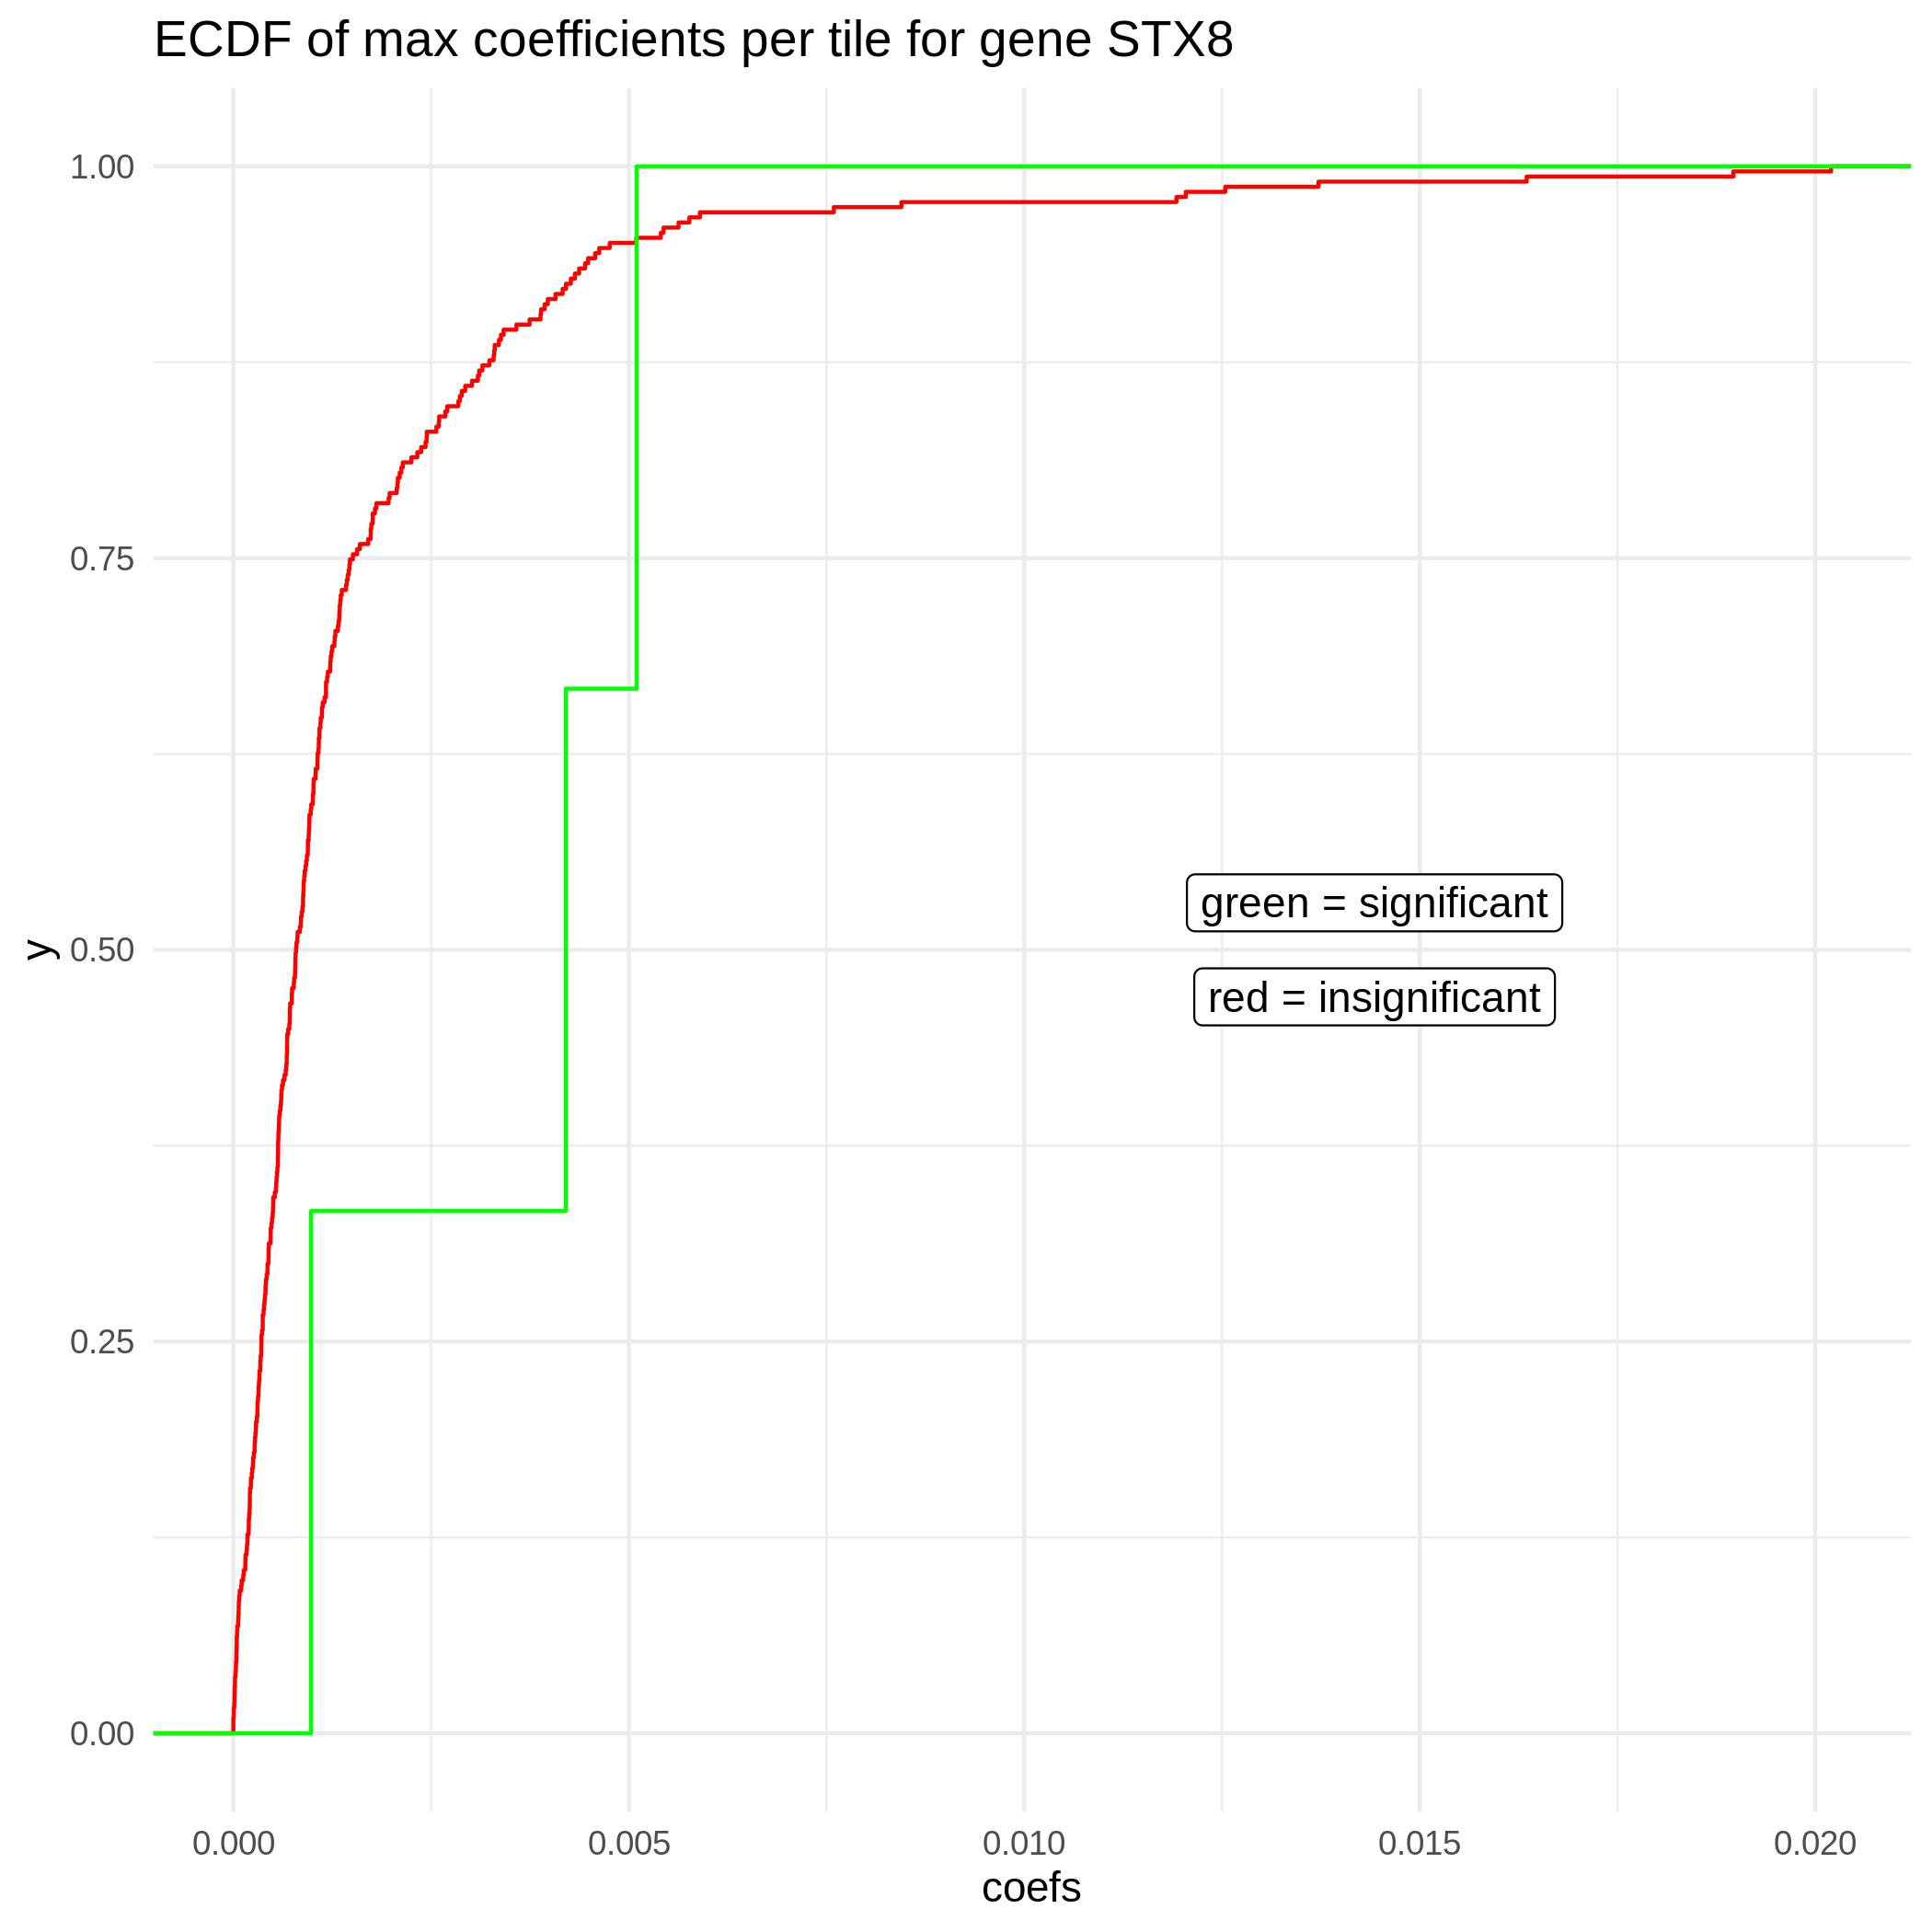 ECDF of max coefficients per tile for gene STX8
1.00
0.75
0.50
0.25
0.00
y
green = significant
red = insignificant
0.000 0.005 0.010 0.015 0.020
coefs